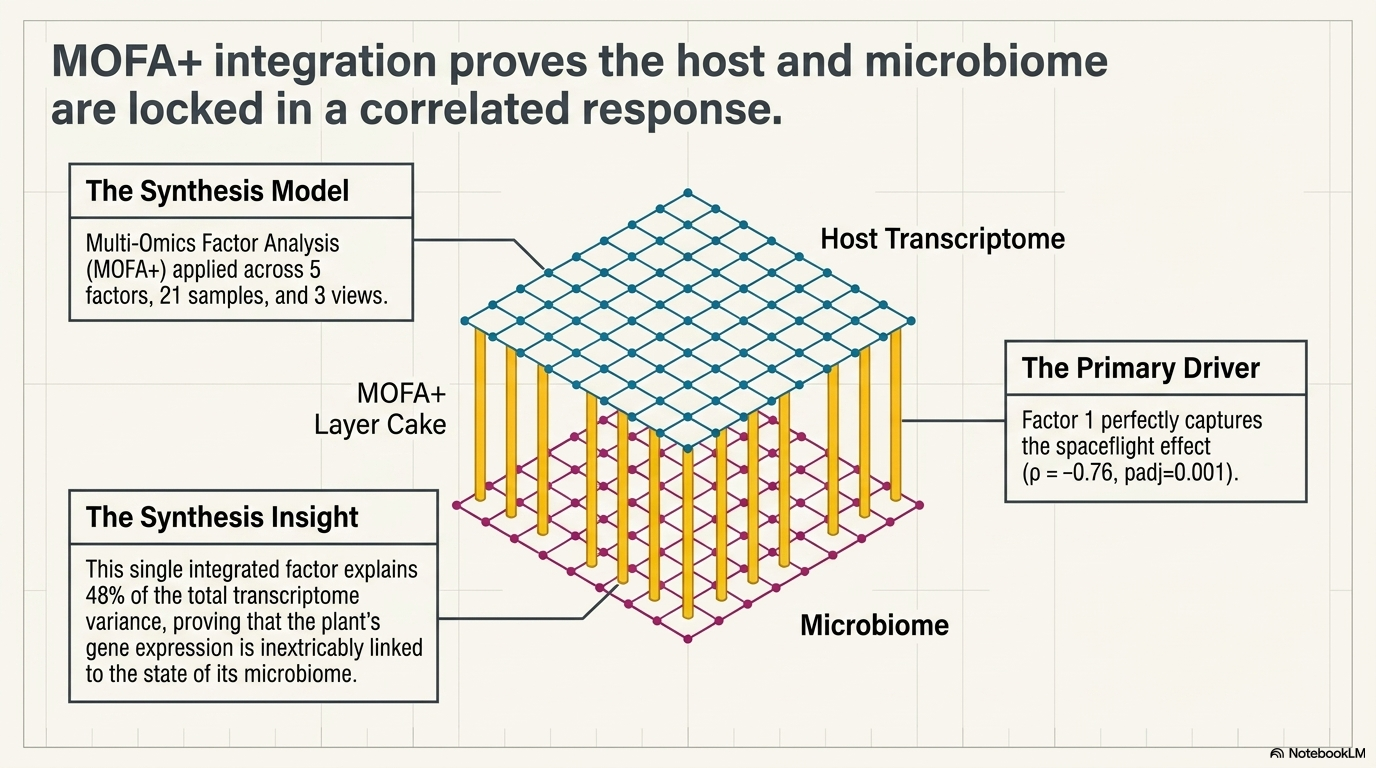 MOFA+ integration proves the host and microbiome
are locked in a correlated response.
The Synthesis Model
Multi-Omics Factor Analysis
(MOFA+) applied across 5
factors, 21 samples, and 3 views.
Host Transcriptome
MOFA+
Layer Cake
The Primary Driver
Factor 1 perfectly captures
the spaceflight effect
(ρ = −0.76, padj=0.001).
The Synthesis Insight
This single integrated factor explains
48% of the total transcriptome
variance, proving that the plant's
gene expression is inextricably linked
to the state of its microbiome.
Microbiome
NotebookLM